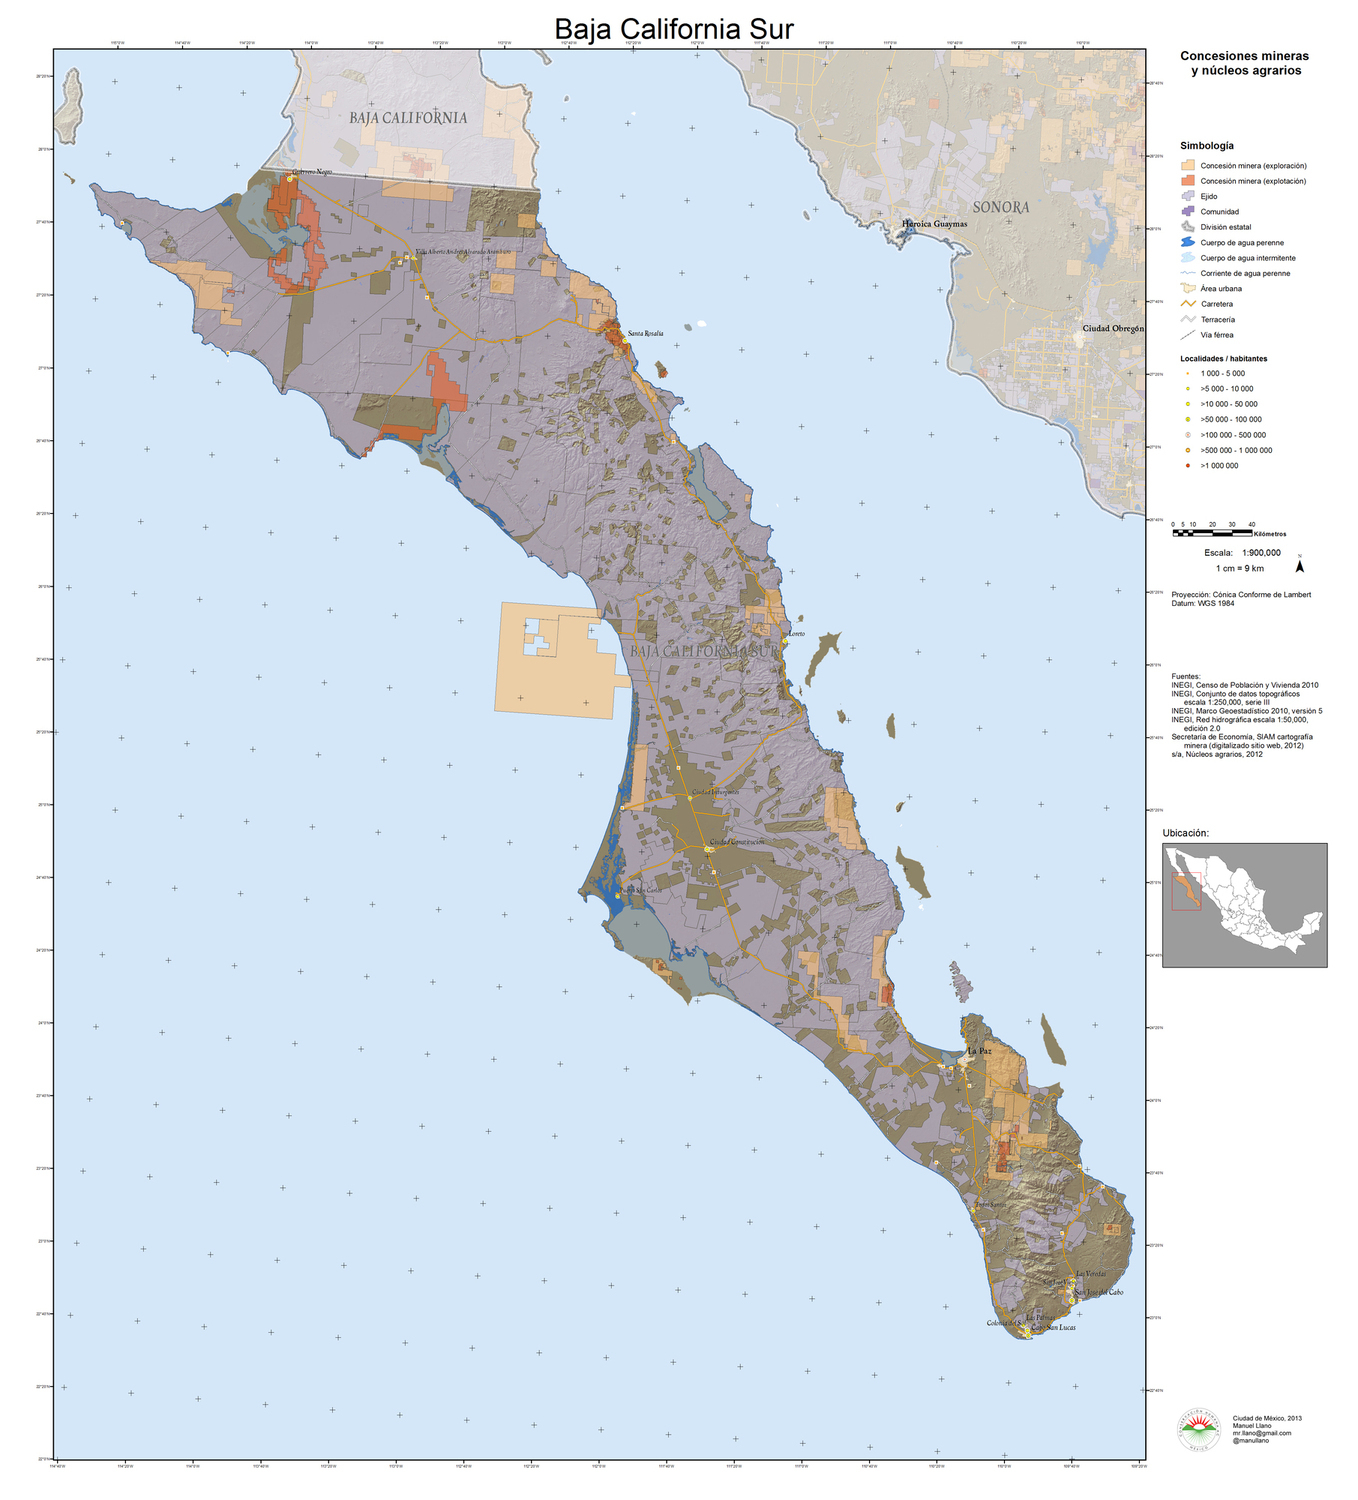 Baja California Sur
Concesiones mineras
y núcleos agrarios
Simbología
Concesión minera (exploración)
Concesión minera (explotación)
Ejido
Comunidad
División estatal
Cuerpo de agua perenne
Cuerpo de agua intermitente
Corriente de agua perenne
Área urbana
Carretera
Terracería
Vía férrea
Localidades / habitantes
1 000 - 5 000
>5 000 - 10 000
>10 000 - 50 000
>50 000 - 100 000
>100 000 - 500 000
>500 000 - 1 000 000
>1 000 000
0 5 10 20 30 40
Kilómetros
Escala: 1:900,000
N
1 cm = 9 km
Proyección: Cónica Conforme de Lambert
Datum: WGS 1984
Fuentes:
INEGI, Censo de Población y Vivienda 2010
INEGI, Conjunto de datos topográficos
escala 1:250,000, serie III
INEGI, Marco Geoestadístico 2010, versión 5
INEGI, Red hidrográfica escala 1:50,000,
edición 2.0
Secretaría de Economía, SIAM cartografía
minera (digitalizado sitio web, 2012)
s/a, Núcleos agrarios, 2012
Ubicación:
Ciudad de México, 2013
Manuel Llano
mr.llano@gmail.com
@manullano
BAJA CALIFORNIA
SONORA
Guerrero Negro
Heroica Guaymas
Villa Alberto Andrés Alvarado Arámburo
Ciudad Obregón
Santa Rosalía
Loreto
BAJA CALIFORNIA SUR
Ciudad Insurgentes
Ciudad Constitución
Puerto San Carlos
La Paz
Todos Santos
Las Veredas
San José del Cabo
Las Palmas
Colonia del Sol
Cabo San Lucas